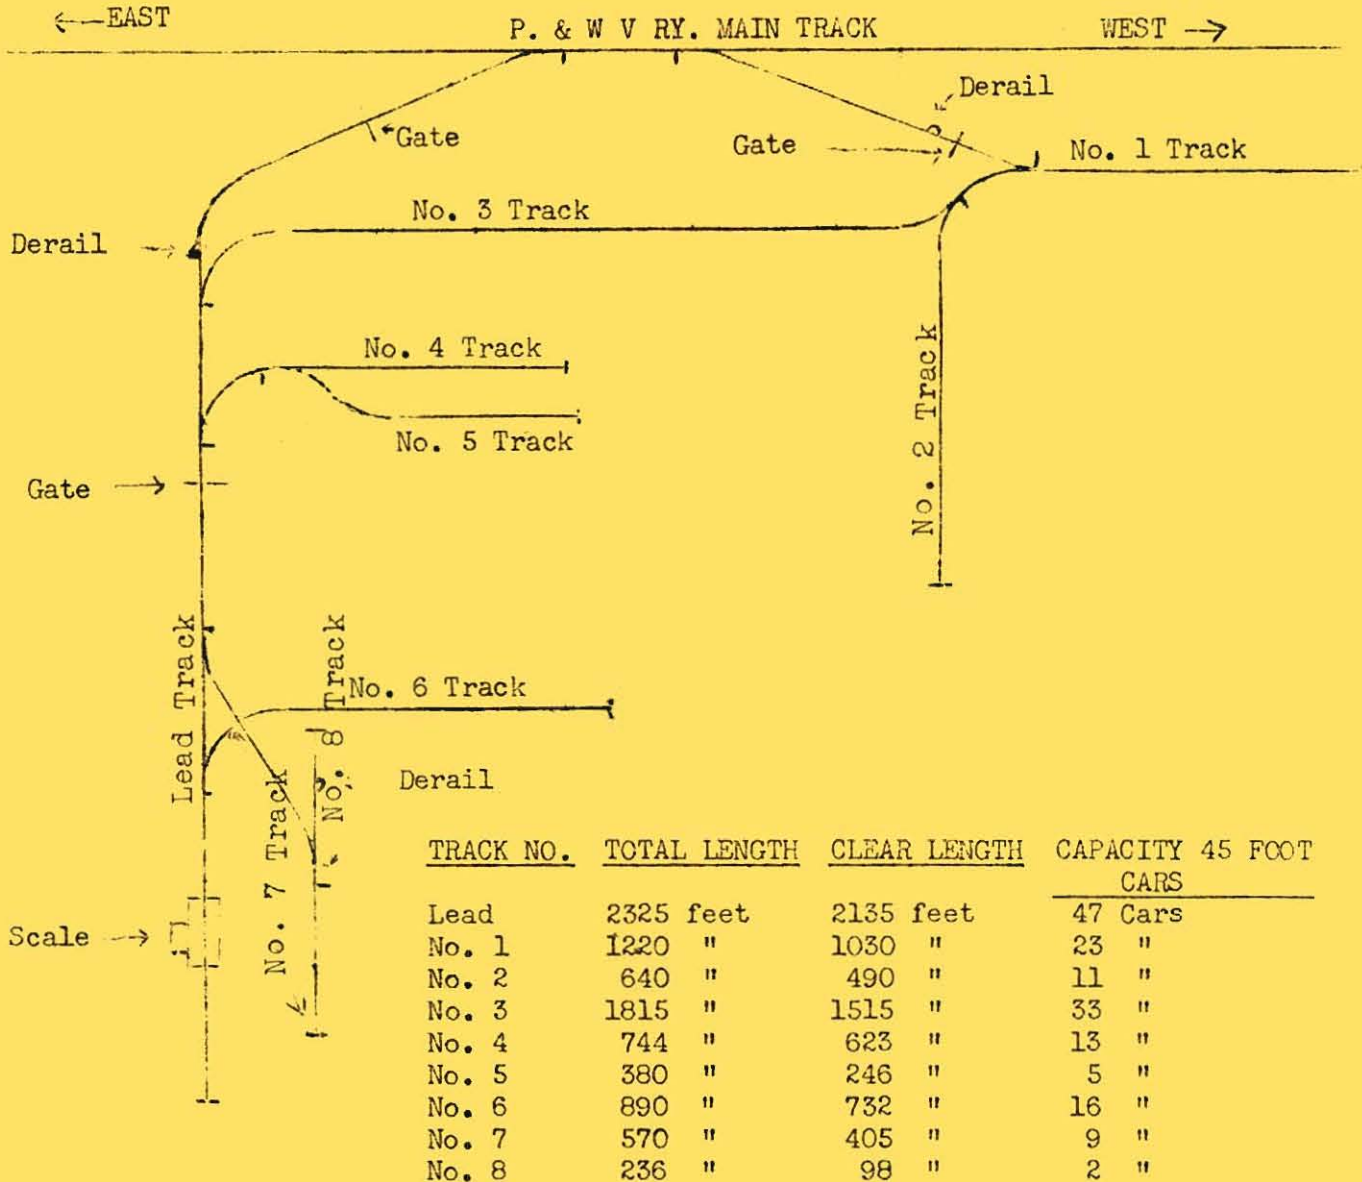 ←EAST
P. & W V RY. MAIN TRACK
WEST →
Derail
Gate
Gate
No. 1 Track
No. 3 Track
Derail
No. 4 Track
No. 5 Track
No. 2 Track
Gate
Lead Track
No. 8 Track
No. 6 Track
No. 7 Track
Derail
Scale
TRACK NO. TOTAL LENGTH CLEAR LENGTH CAPACITY 45 FOOT
CARS
Lead 2325 feet 2135 feet 47 Cars
No. 1 1220 " 1030 " 23 "
No. 2 640 " 490 " 11 "
No. 3 1815 " 1515 " 33 "
No. 4 744 " 623 " 13 "
No. 5 380 " 246 " 5 "
No. 6 890 " 732 " 16 "
No. 7 570 " 405 " 9 "
No. 8 236 " 98 " 2 "